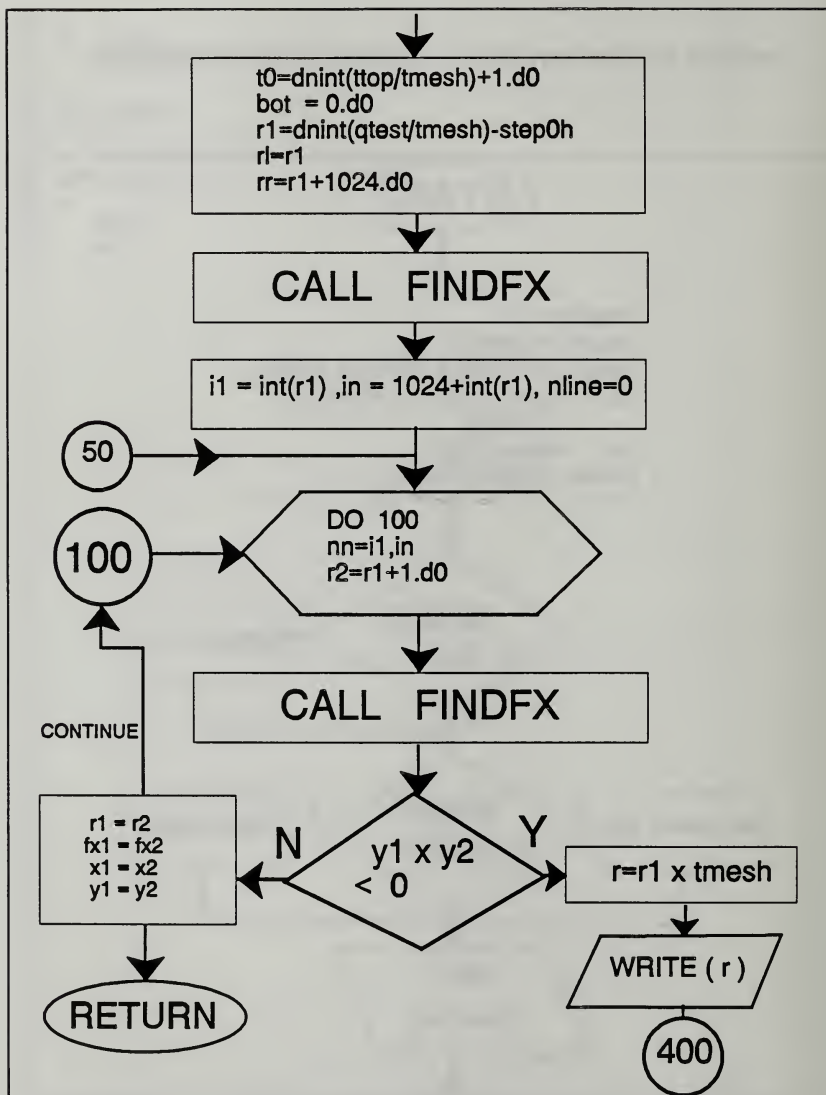 t0=dnint(ttop/tmesh)+1.d0
bot = 0.d0
r1=dnint(qtest/tmesh)-step0h
rl=r1
rr=r1+1024.d0
CALL FINDFX
i1 = int(r1) ,in = 1024+int(r1), nline=0
50
DO 100
nn=i1,in
r2=r1+1.d0
100
CALL FINDFX
CONTINUE
r1 = r2
fx1 = fx2
x1 = x2
y1 = y2
N
y1 x y2
< 0
Y
r=r1 x tmesh
WRITE ( r )
RETURN
400